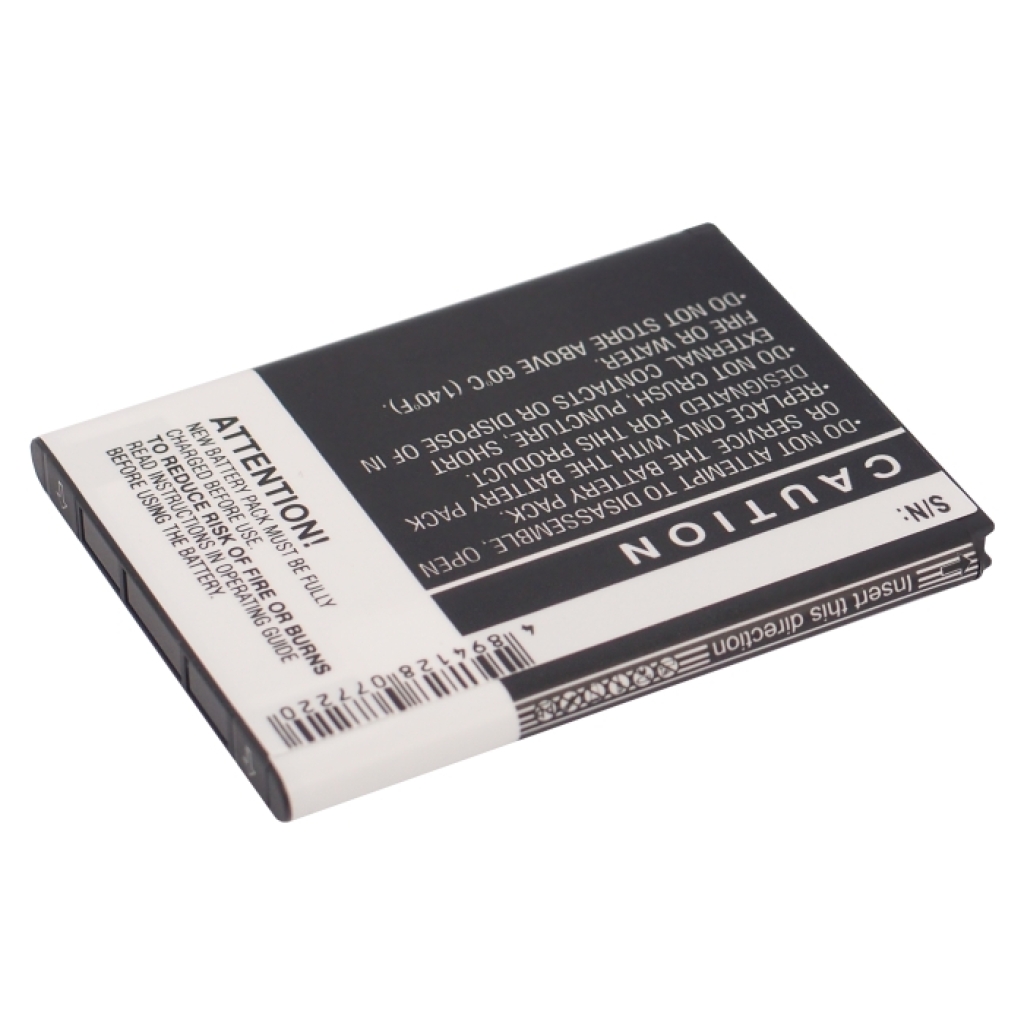 S/N:
CAUTION
•DO NOT ATTEMPT TO DISASSEMBLE, OPEN
OR SERVICE THE BATTERY PACK.
•REPLACE ONLY WITH THE BATTERY PACK
DESIGNATED FOR THIS PRODUCT.
•DO NOT CRUSH, PUNCTURE, SHORT
EXTERNAL CONTACTS OR DISPOSE OF IN
FIRE OR WATER.
•DO NOT STORE ABOVE 60°C (140°F).
ATTENTION!
NEW BATTERY PACK MUST BE FULLY
CHARGED BEFORE USE.
TO REDUCE RISK OF FIRE OR BURNS
READ INSTRUCTIONS IN OPERATING GUIDE
BEFORE USING THE BATTERY.
4 894128 077220
Insert this direction